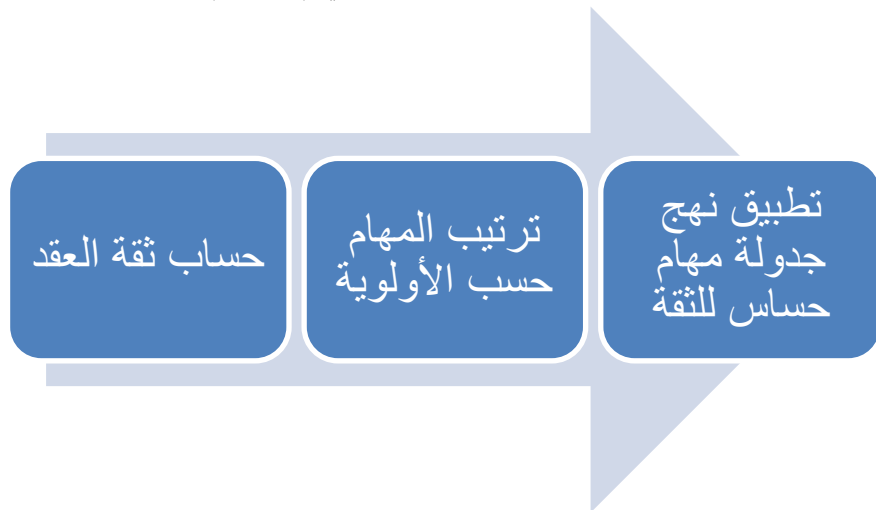 حساب ثقة العقد
ترتيب المهام
حسب الأولوية
تطبيق نهج
جدولة مهام
حساس للثقة